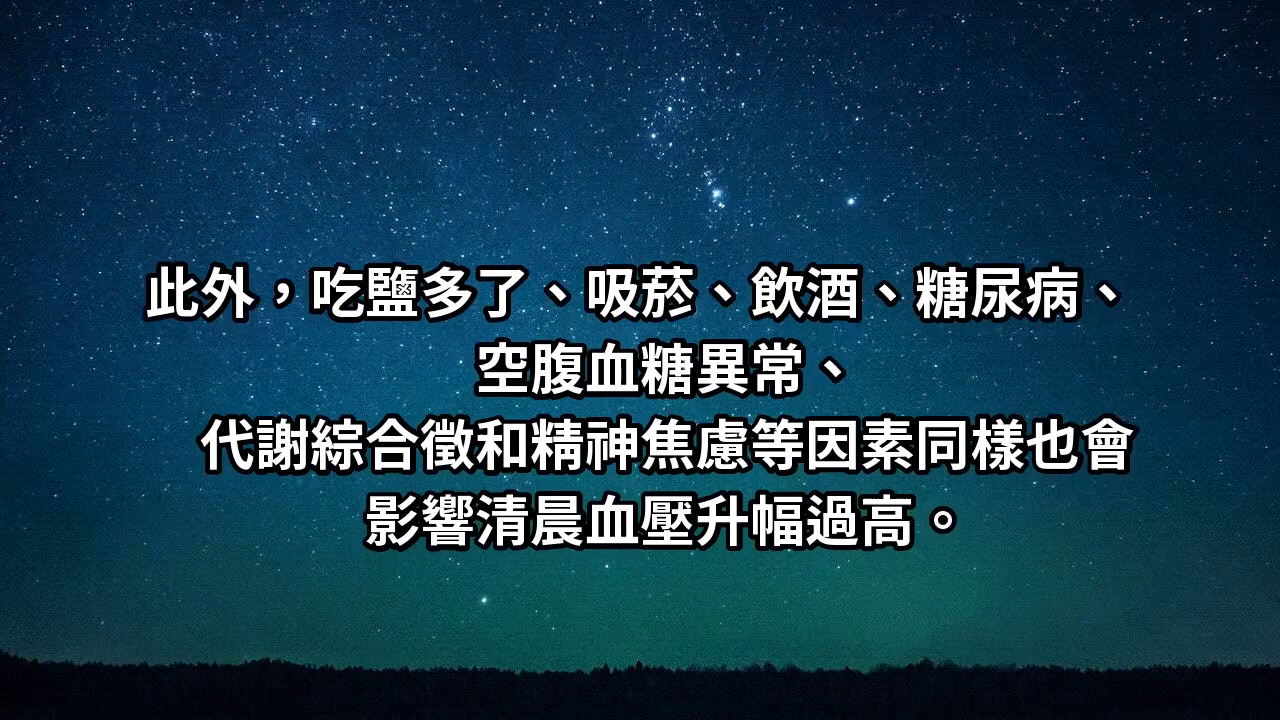 此外，吃鹽多了、吸菸、飲酒、糖尿病、
空腹血糖異常、
代謝綜合徵和精神焦慮等因素同樣也會
影響清晨血壓升幅過高。